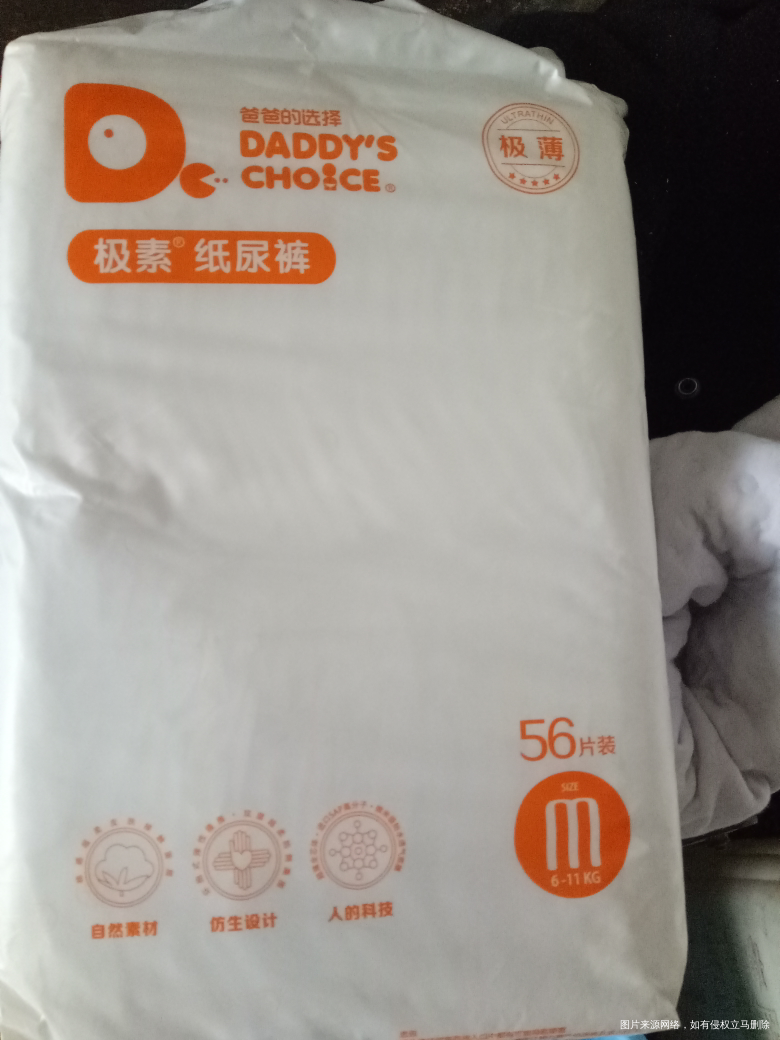 爸爸的选择
DADDY'S
CHOICE®
ULTRATHIN
极薄
极素® 纸尿裤
56片装
SIZE
m
6-11 KG
自然素材
仿生设计
人的科技
图片来源网络，如有侵权立马删除